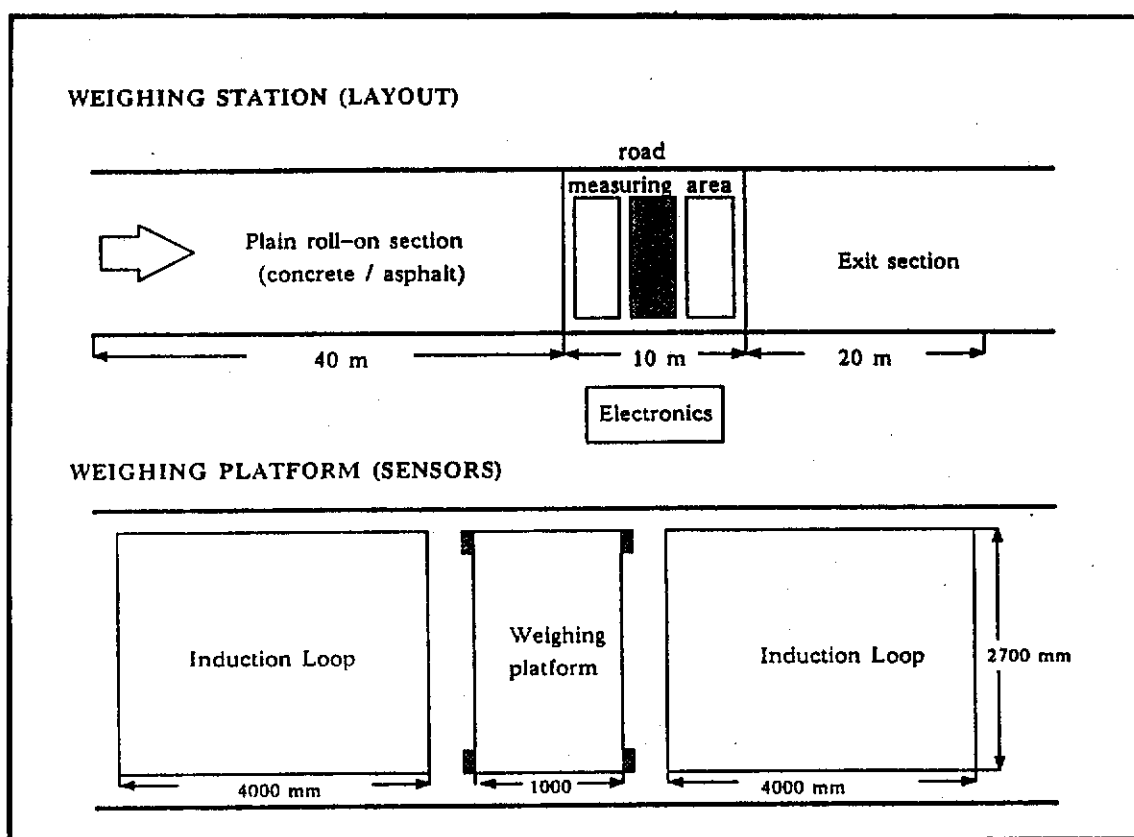 WEIGHING STATION (LAYOUT)
road
measuring area
Plain roll-on section
(concrete / asphalt)
Exit section
40 m
10 m
20 m
Electronics
WEIGHING PLATFORM (SENSORS)
Induction Loop
Weighing
platform
Induction Loop
2700 mm
4000 mm
1000
4000 mm